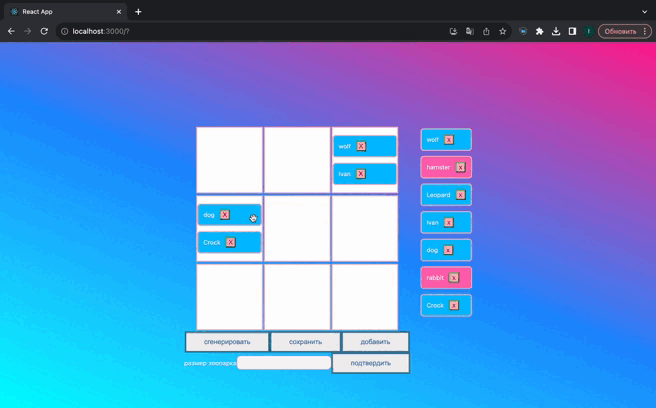 React App
localhost:3000/?
Обновить
wolf X
ivan X
dog X
Crock X
wolf x
hamster x
Leopard x
ivan x
dog x
rabbit x
Crock x
сгенерировать сохранить добавить
размер зоопарка подтвердить